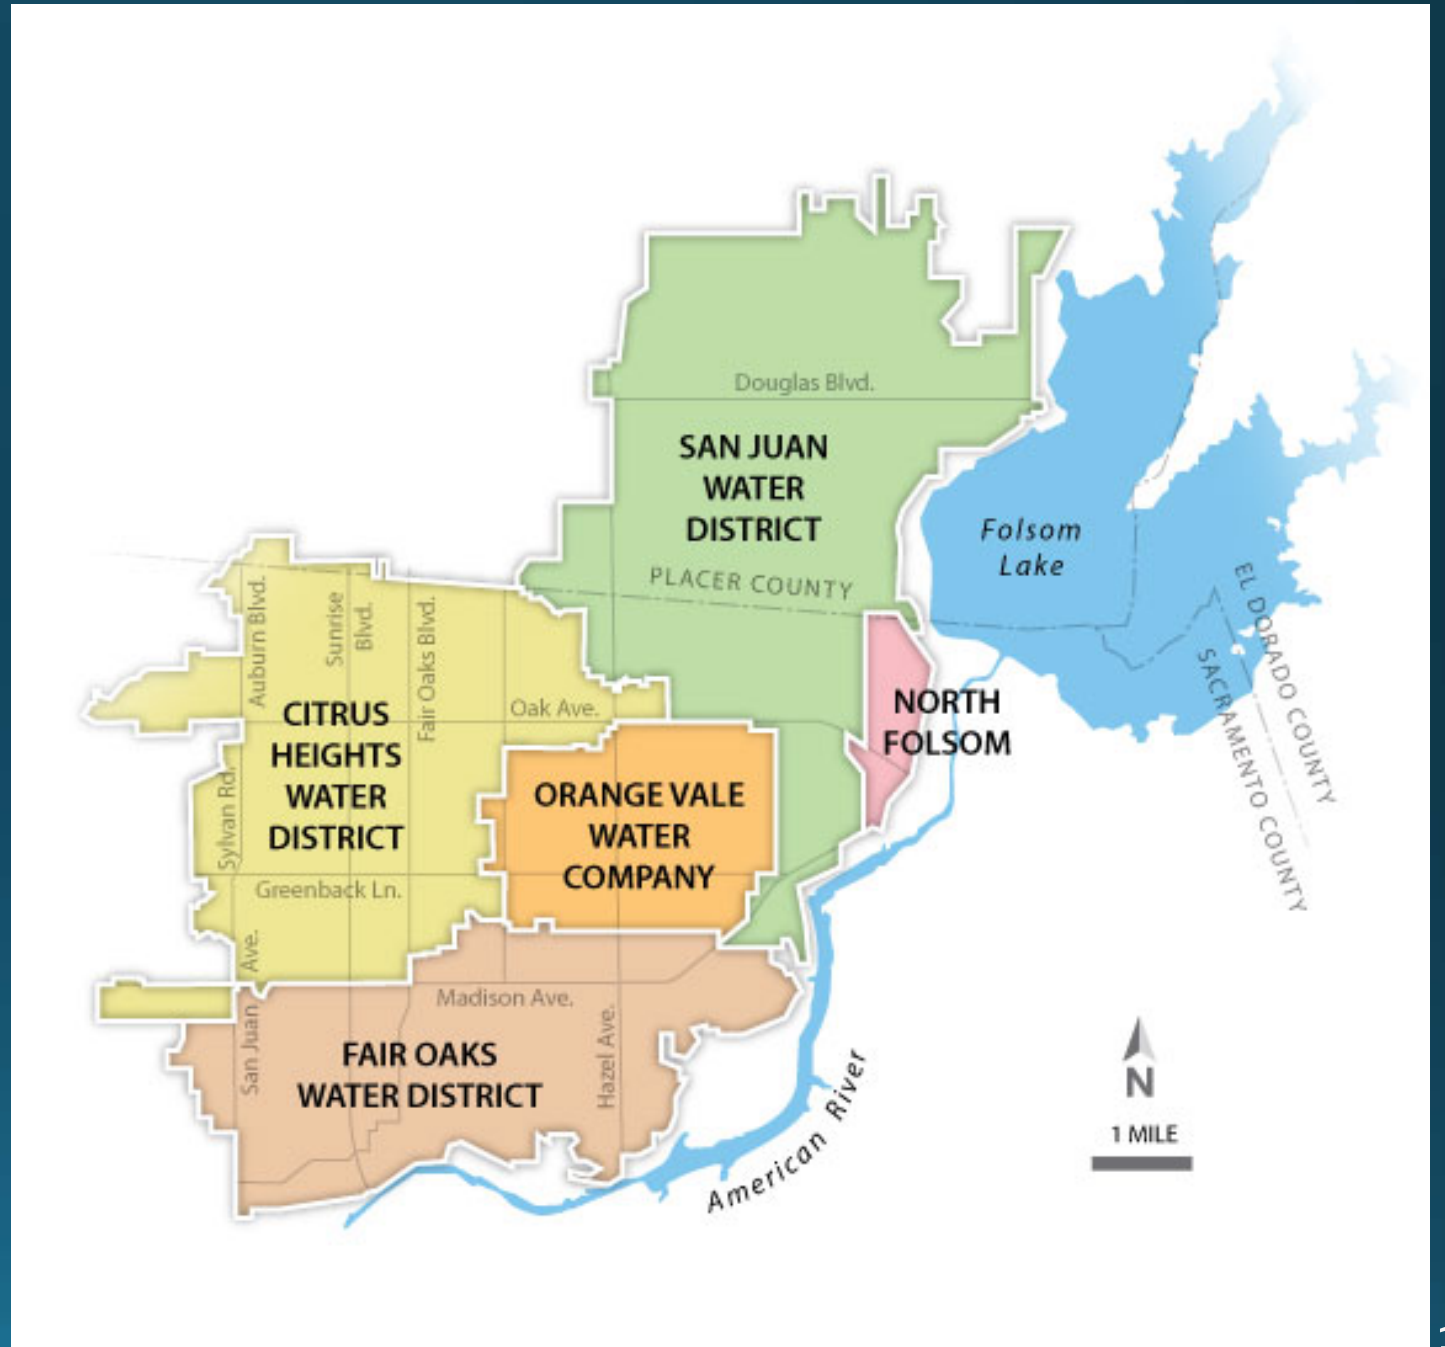 Douglas Blvd.
SAN JUAN
WATER
DISTRICT
Folsom
Lake
PLACER COUNTY
EL DORADO COUNTY
SACRAMENTO COUNTY
Auburn Blvd.
Sunrise
Blvd.
Fair Oaks Blvd.
Oak Ave.
NORTH
FOLSOM
CITRUS
HEIGHTS
WATER
DISTRICT
Sylvan Rd.
ORANGE VALE
WATER
COMPANY
Greenback Ln.
San Juan Ave.
Madison Ave.
Hazel Ave.
FAIR OAKS
WATER DISTRICT
American River
N
1 MILE